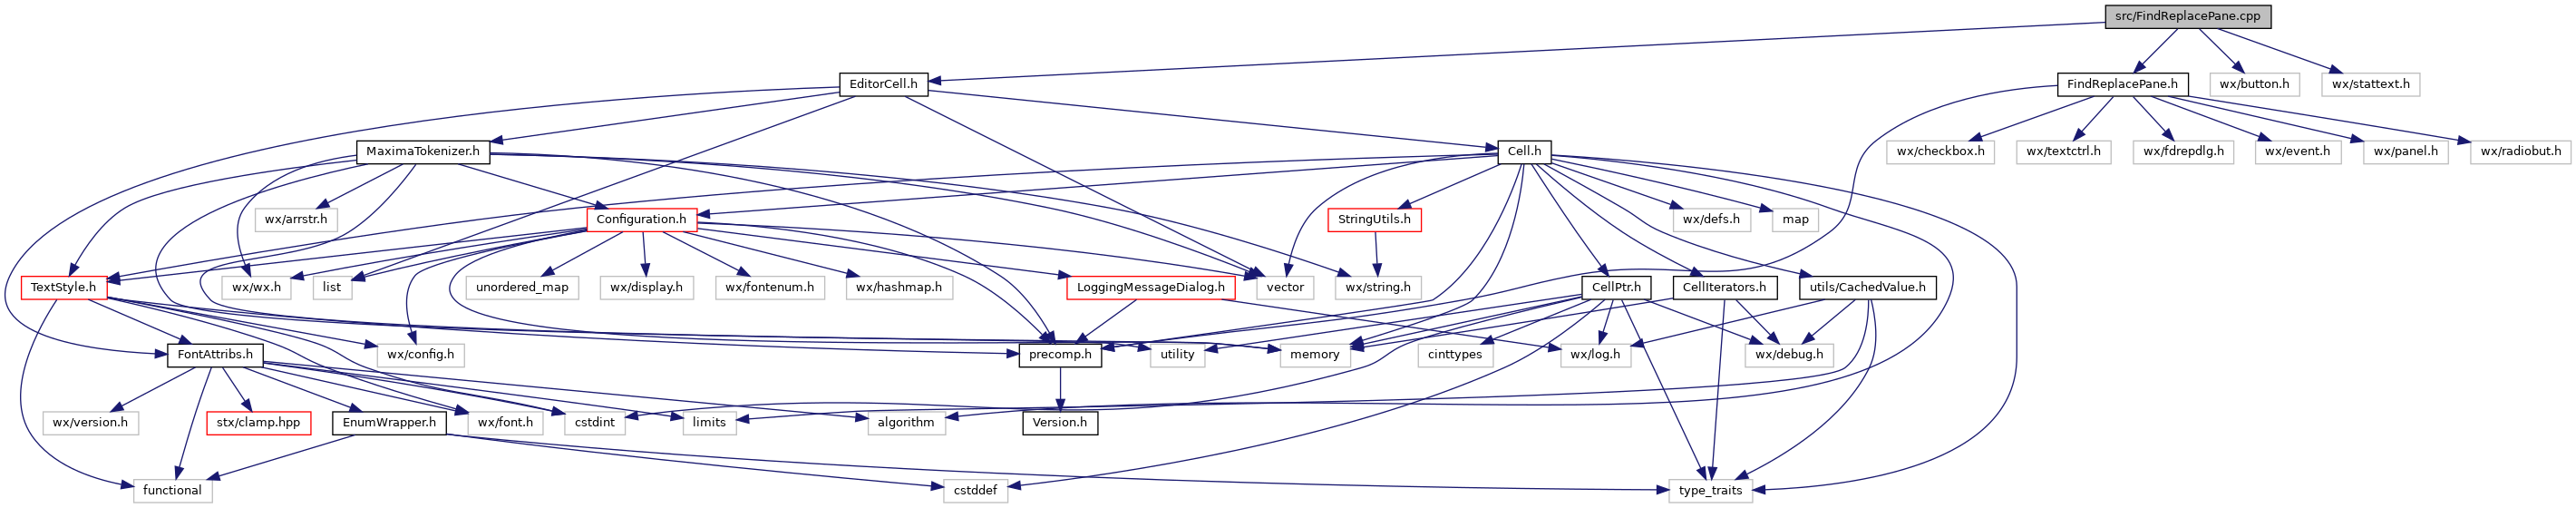 src/FindReplacePane.cpp
EditorCell.h
FindReplacePane.h
wx/button.h
wx/stattext.h
MaximaTokenizer.h
Cell.h
wx/checkbox.h
wx/textctrl.h
wx/fdrepdlg.h
wx/event.h
wx/panel.h
wx/radiobut.h
wx/arrstr.h
Configuration.h
StringUtils.h
wx/defs.h
map
TextStyle.h
wx/wx.h
list
unordered_map
wx/display.h
wx/fontenum.h
wx/hashmap.h
LoggingMessageDialog.h
vector
wx/string.h
CellPtr.h
CellIterators.h
utils/CachedValue.h
FontAttribs.h
wx/config.h
precomp.h
utility
memory
cinttypes
wx/log.h
wx/debug.h
wx/version.h
stx/clamp.hpp
EnumWrapper.h
wx/font.h
cstdint
limits
algorithm
Version.h
functional
cstddef
type_traits